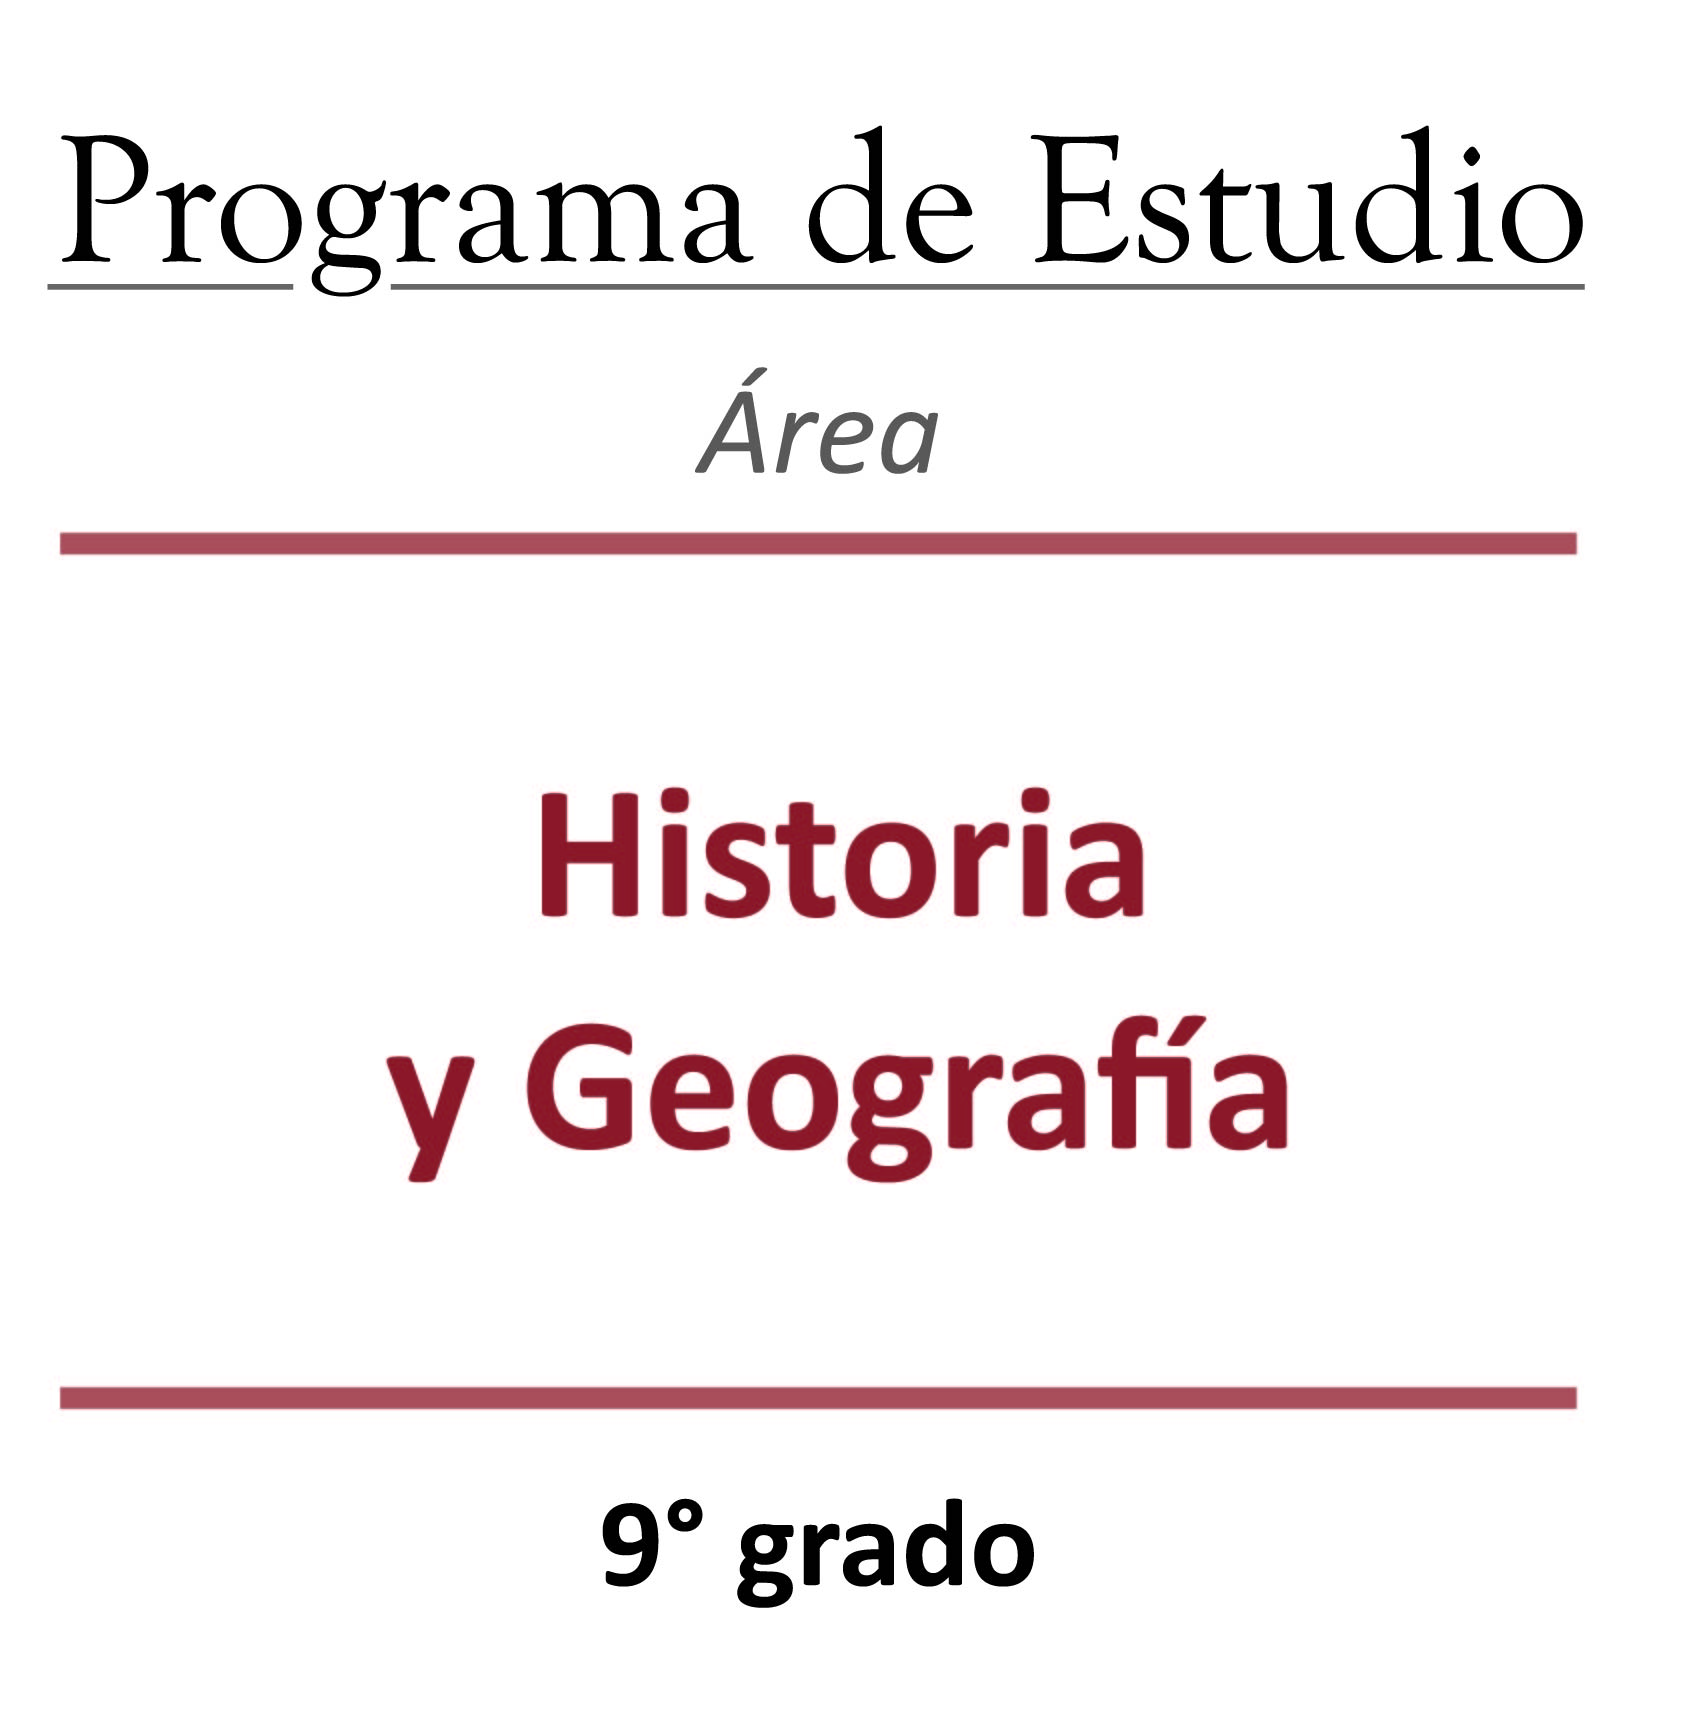 Programa de Estudio
Área
Historia
y Geografía
9° grado